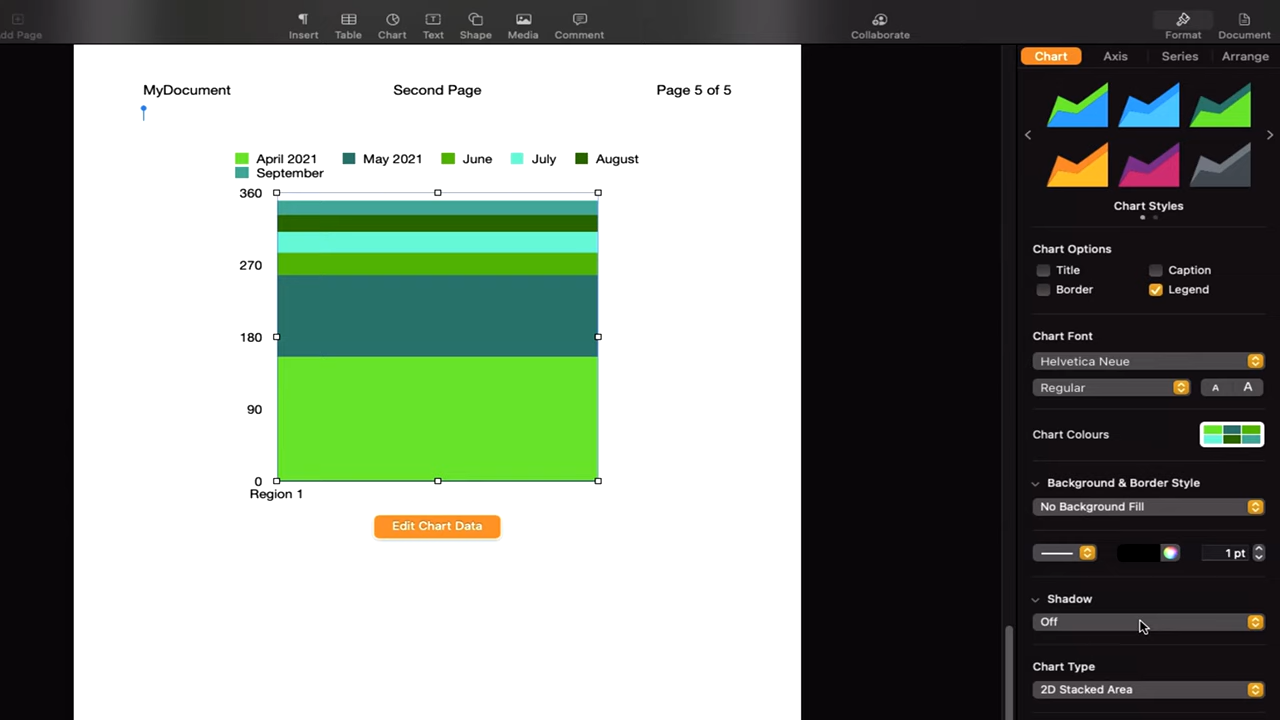 dd Page
Insert
Table
Chart
Text
Shape
Media
Comment
Collaborate
Format
Document
Chart
Axis
Series
Arrange
MyDocument
Second Page
Page 5 of 5
April 2021
May 2021
June
July
August
September
360
270
180
90
0
Region 1
Edit Chart Data
Chart Styles
Chart Options
Title
Caption
Border
Legend
Chart Font
Helvetica Neue
Regular
A
A
Chart Colours
Background & Border Style
No Background Fill
1 pt
Shadow
Off
Chart Type
2D Stacked Area